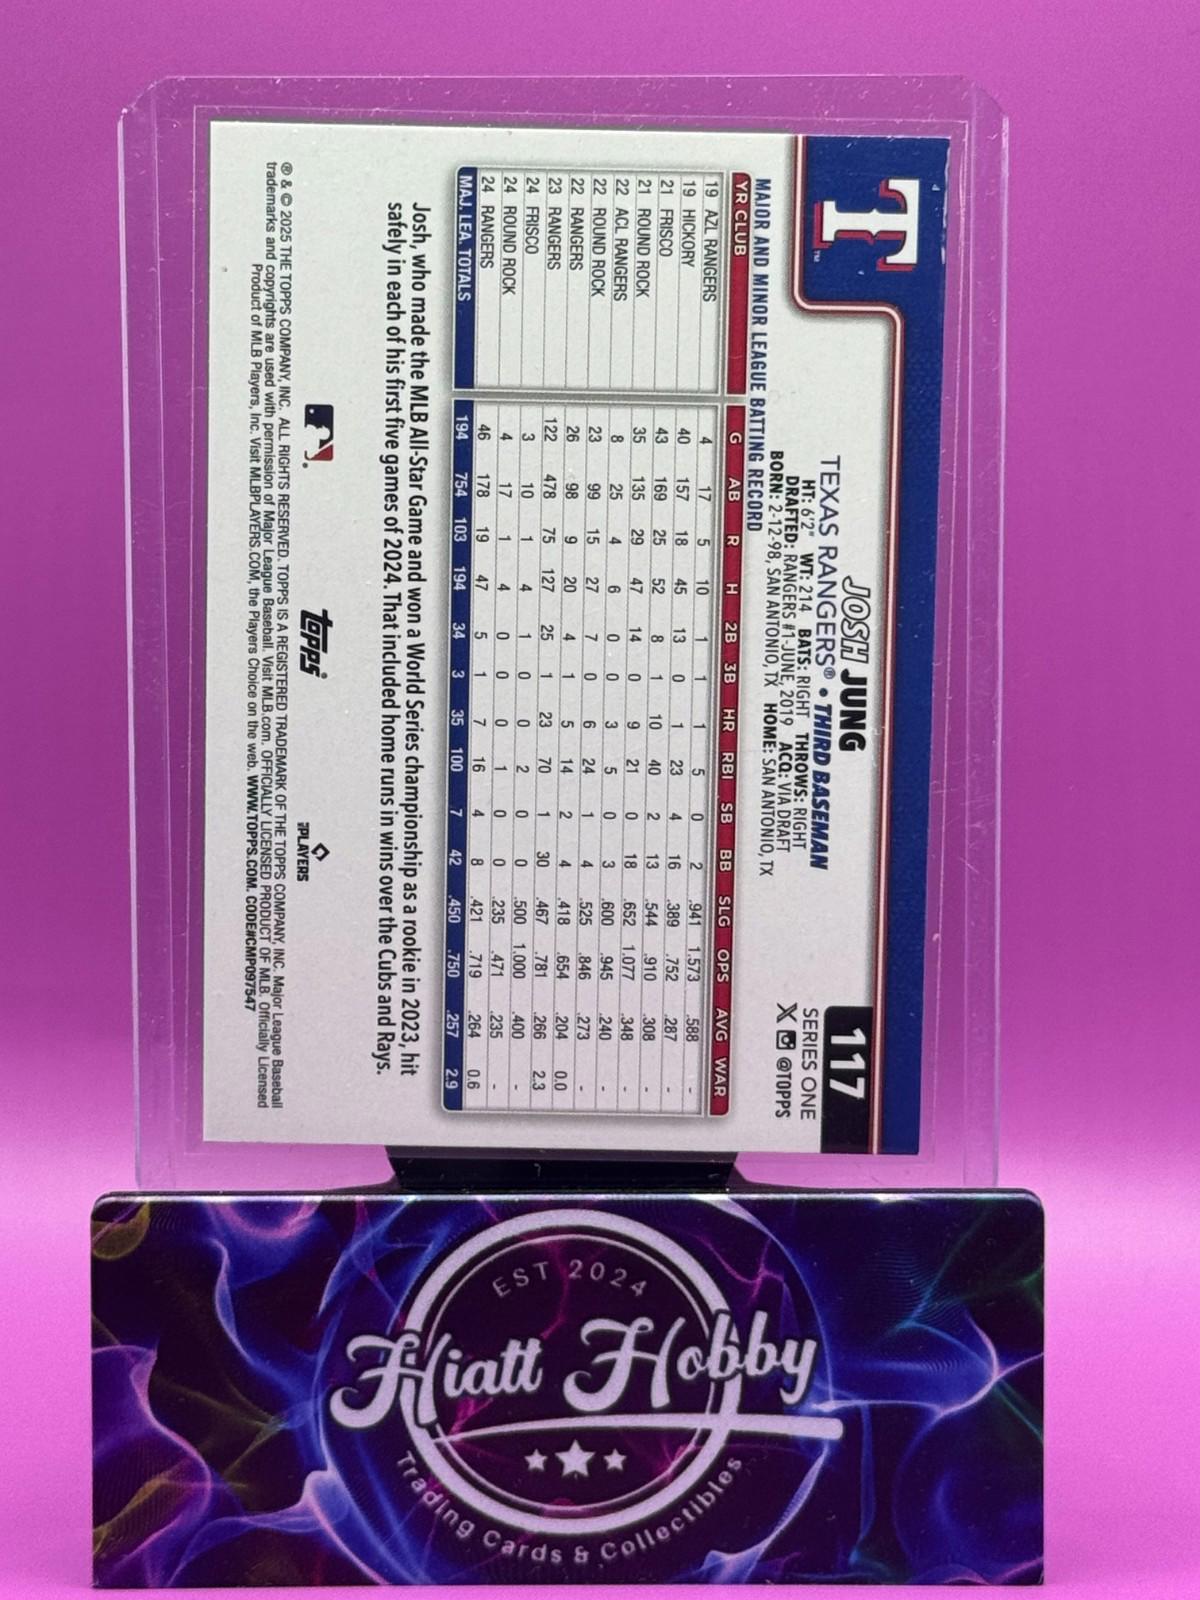 T
TM
4
JOSH JUNG
TEXAS RANGERS® • THIRD BASEMAN
HT: 6'2" WT: 214 BATS: RIGHT THROWS: RIGHT
DRAFTED: RANGERS #1-JUNE, 2019 ACQ: VIA DRAFT
BORN: 2-12-98, SAN ANTONIO, TX HOME: SAN ANTONIO, TX
117
SERIES ONE
X @TOPPS
MAJOR AND MINOR LEAGUE BATTING RECORD
YR CLUB G AB R H 2B 3B HR RBI SB BB SLG OPS AVG WAR
19 AZL RANGERS 4 17 5 10 1 1 1 5 0 2 .941 1.573 .588 -
19 HICKORY 40 157 18 45 13 0 1 23 4 16 .389 .752 .287 -
21 FRISCO 43 169 25 52 8 1 10 40 2 13 .544 .910 .308 -
21 ROUND ROCK 35 135 29 47 14 0 9 21 0 18 .652 1.077 .348 -
22 ACL RANGERS 8 25 4 6 0 0 3 5 0 3 .600 .945 .240 -
22 ROUND ROCK 23 99 15 27 7 0 6 24 1 4 .525 .846 .273 -
22 RANGERS 26 98 9 20 4 1 5 14 2 4 .418 .654 .204 0.0
23 RANGERS 122 478 75 127 25 1 23 70 1 30 .467 .781 .266 2.3
24 FRISCO 3 10 1 4 1 0 0 2 0 0 .500 1.000 .400 -
24 ROUND ROCK 4 17 1 4 0 0 0 1 0 0 .235 .471 .235 -
24 RANGERS 46 178 19 47 5 1 7 16 4 8 .421 .719 .264 0.6
MAJ. LEA. TOTALS 194 754 103 194 34 3 35 100 7 42 .450 .750 .257 2.9
Josh, who made the MLB All-Star Game and won a World Series championship as a rookie in 2023, hit
safely in each of his first five games of 2024. That included home runs in wins over the Cubs and Rays.
topps
PLAYERS
® & © 2025 THE TOPPS COMPANY, INC. ALL RIGHTS RESERVED. TOPPS IS A REGISTERED TRADEMARK OF THE TOPPS COMPANY, INC. Major League Baseball
trademarks and copyrights are used with permission of Major League Baseball. Visit MLB.com. OFFICIALLY LICENSED PRODUCT OF MLB. Officially Licensed
Product of MLB Players, Inc. Visit MLBPLAYERS.COM, the Players Choice on the web. WWW.TOPPS.COM. CODE#CMP097547
EST 2024
Hiatt Hobby
Trading Cards & Collectibles